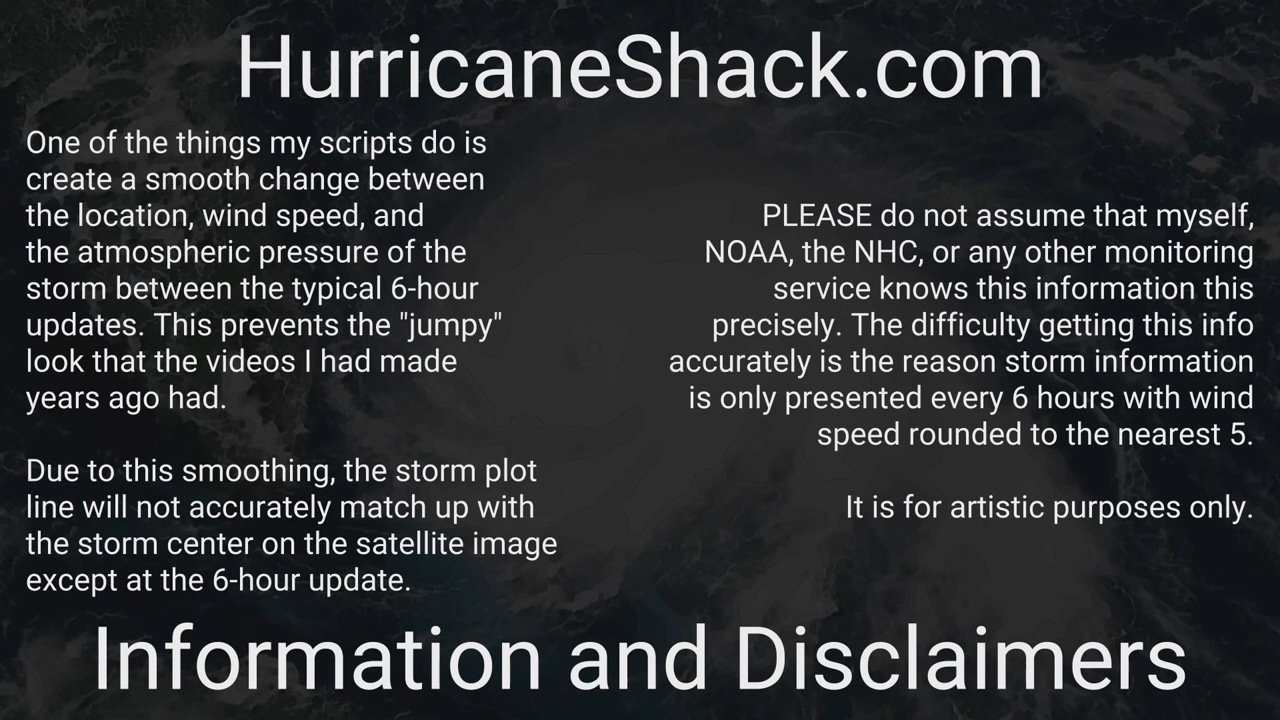 HurricaneShack.com
One of the things my scripts do is
create a smooth change between
the location, wind speed, and
the atmospheric pressure of the
storm between the typical 6-hour
updates. This prevents the "jumpy"
look that the videos I had made
years ago had.
Due to this smoothing, the storm plot
line will not accurately match up with
the storm center on the satellite image
except at the 6-hour update.
PLEASE do not assume that myself,
NOAA, the NHC, or any other monitoring
service knows this information this
precisely. The difficulty getting this info
accurately is the reason storm information
is only presented every 6 hours with wind
speed rounded to the nearest 5.
It is for artistic purposes only.
Information and Disclaimers